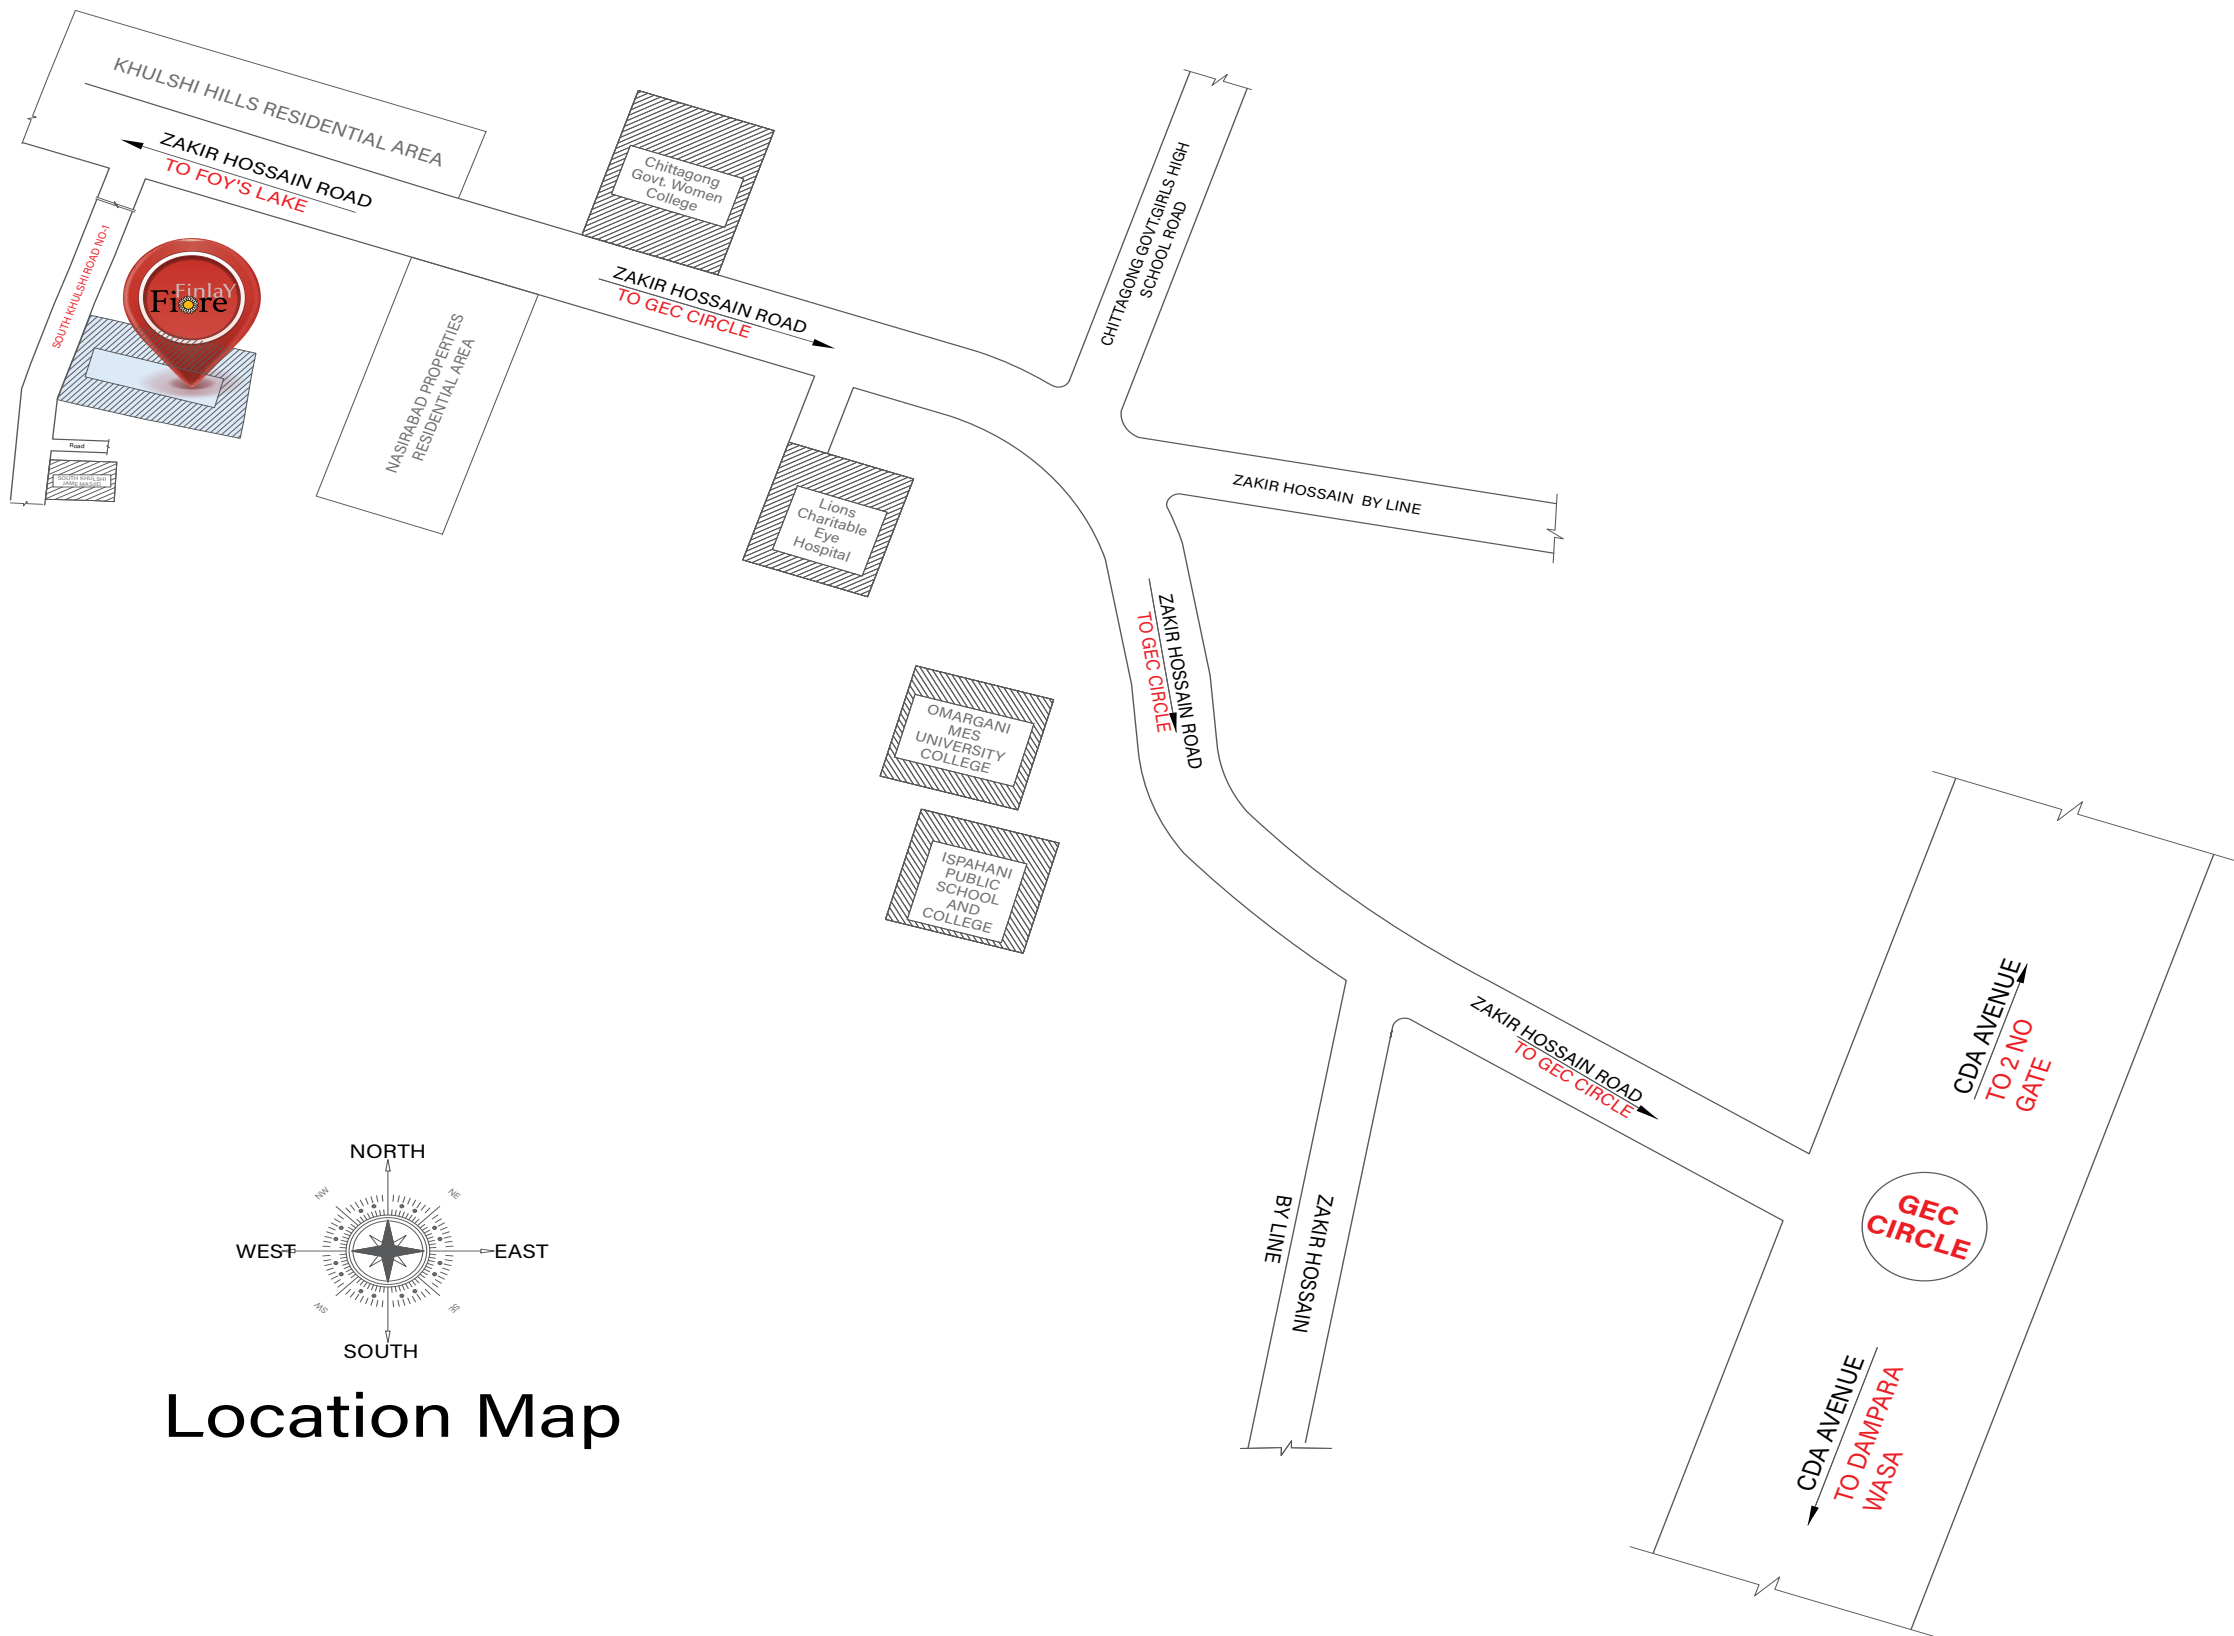 KHULSHI HILLS RESIDENTIAL AREA
ZAKIR HOSSAIN ROAD
TO FOY'S LAKE
SOUTH KHULSHI ROAD NO-1
FinlaY
Fiore
Road
SOUTH KHULSHI
JAME MASJID
Chittagong
Govt. Women
College
ZAKIR HOSSAIN ROAD
TO GEC CIRCLE
NASIRABAD PROPERTIES
RESIDENTIAL AREA
CHITTAGONG GOVT.GIRLS HIGH
SCHOOL ROAD
ZAKIR HOSSAIN BY LINE
Lions
Charitable
Eye
Hospital
ZAKIR HOSSAIN ROAD
TO GEC CIRCLE
OMARGANI
MES
UNIVERSITY
COLLEGE
ISPAHANI
PUBLIC
SCHOOL
AND
COLLEGE
ZAKIR HOSSAIN ROAD
TO GEC CIRCLE
ZAKIR HOSSAIN
BY LINE
CDA AVENUE
TO 2 NO
GATE
GEC
CIRCLE
CDA AVENUE
TO DAMPARA
WASA
NORTH
NW
NE
WEST
EAST
SW
SE
SOUTH
Location Map